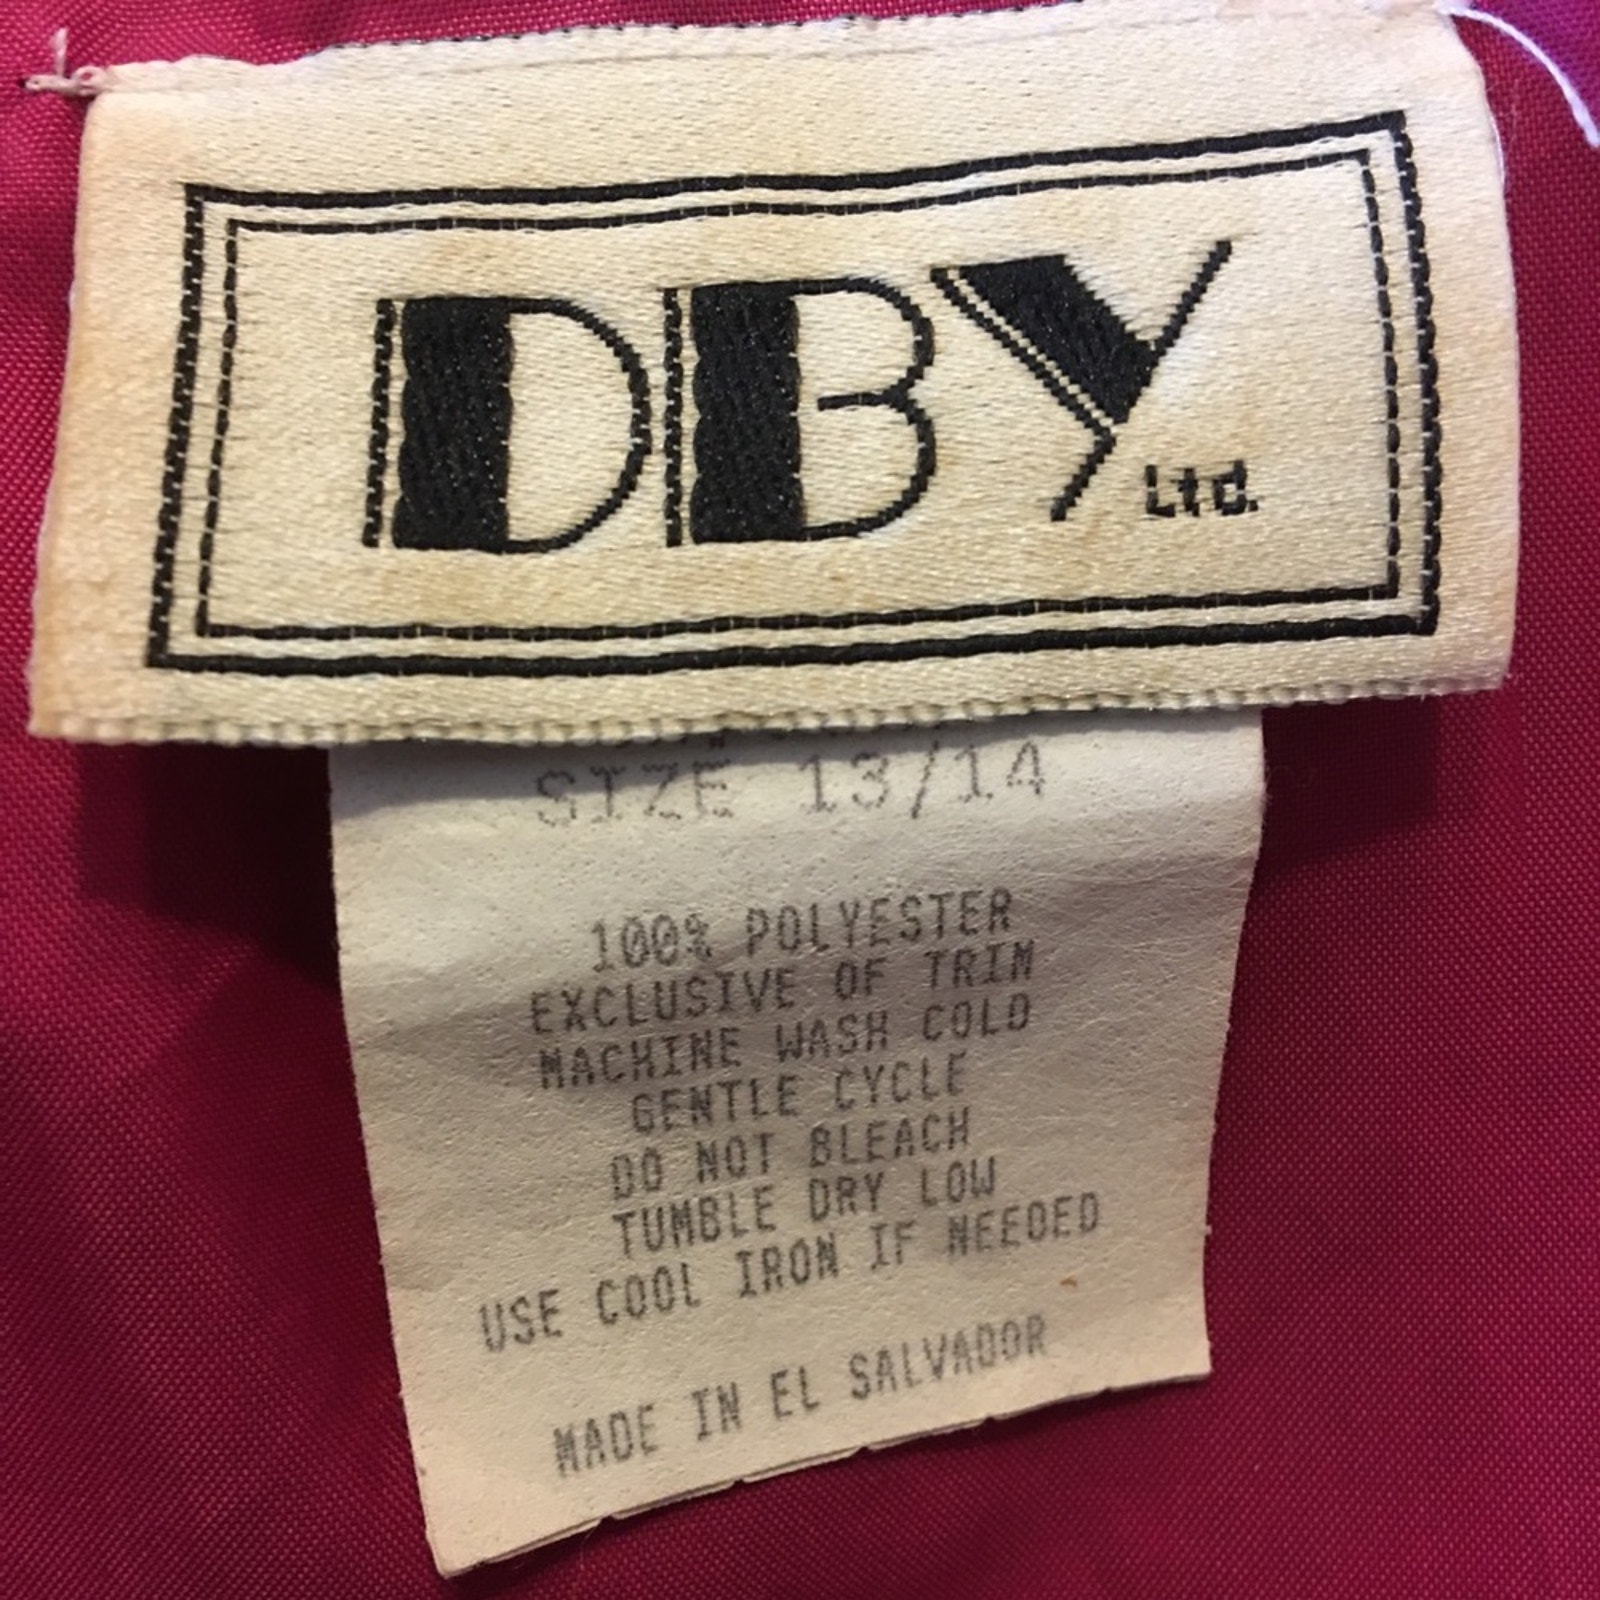 DBY Ltd.
SIZE 13/14
100% POLYESTER
EXCLUSIVE OF TRIM
MACHINE WASH COLD
GENTLE CYCLE
DO NOT BLEACH
TUMBLE DRY LOW
USE COOL IRON IF NEEDED
MADE IN EL SALVADOR